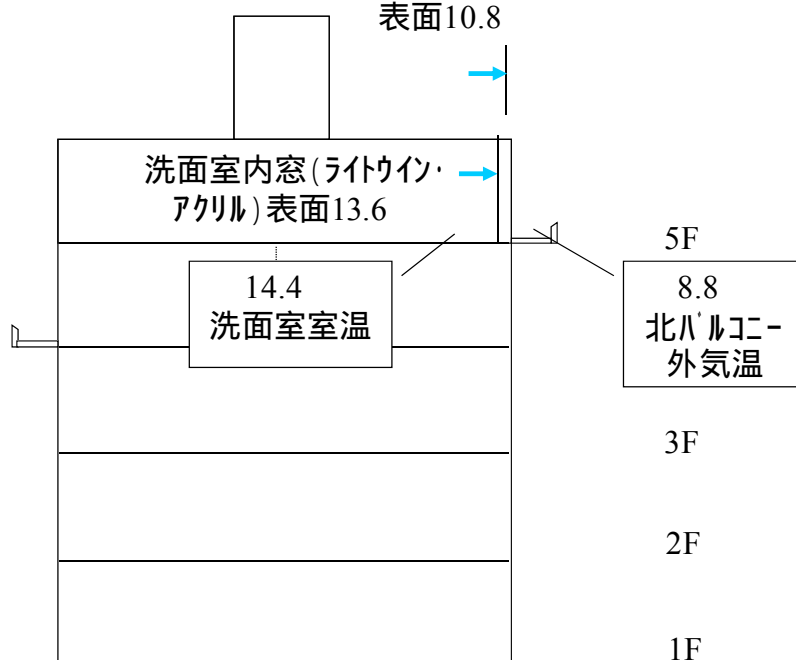 表面10.8
洗面室内窓(ライトウイン・
アクリル)表面13.6
5F
14.4
洗面室室温
8.8
北バルコニー
外気温
3F
2F
1F